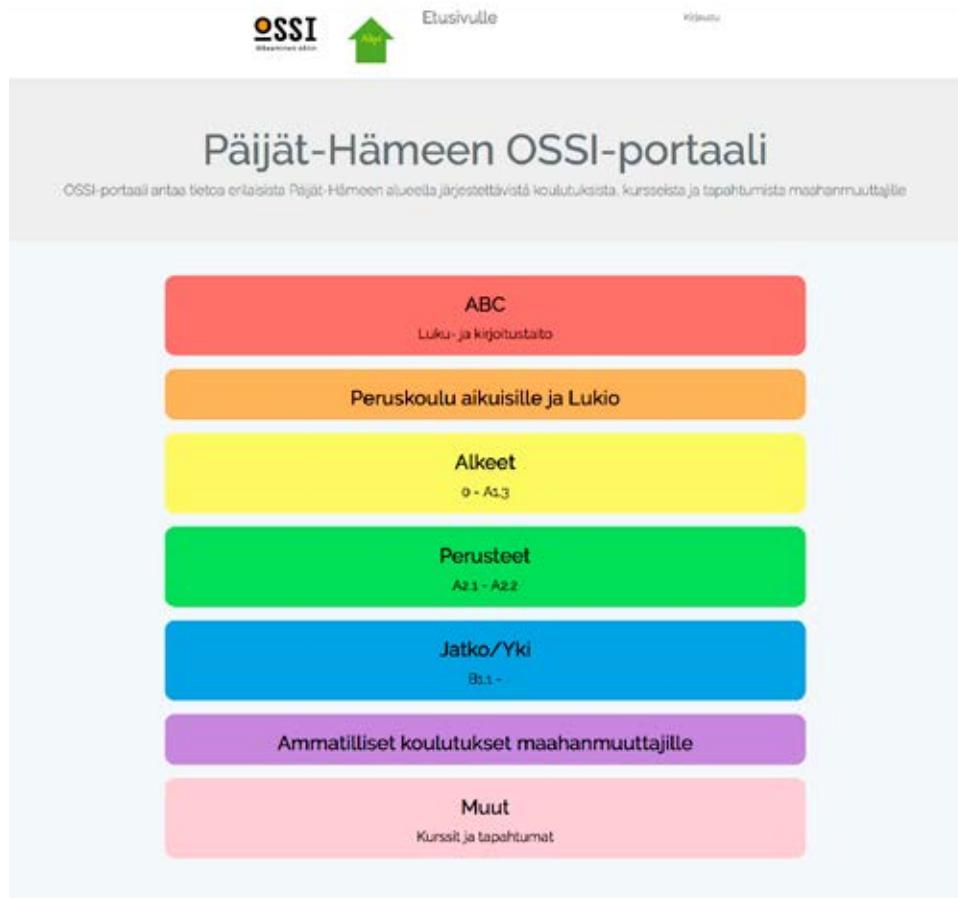 OSSI
Etusivulle
Kirjaudu
Päijät-Hämeen OSSI-portaali
OSSI-portaali antaa tietoa erilaisista Päijät-Hämeen alueella järjestettävistä koulutuksista, kursseista ja tapahtumista maahanmuuttajille
ABC
Luku- ja kirjoitustaito
Peruskoulu aikuisille ja Lukio
Alkeet
0 - A1.3
Perusteet
A2.1 - A2.2
Jatko/Yki
B1.1 -
Ammatilliset koulutukset maahanmuuttajille
Muut
Kurssit ja tapahtumat